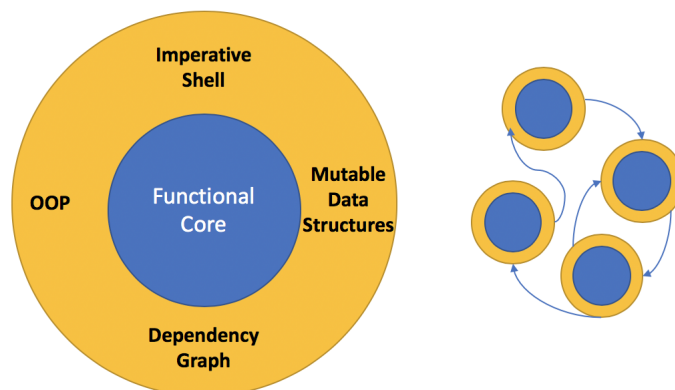 Imperative
Shell
OOP
Functional
Core
Mutable
Data
Structures
Dependency
Graph